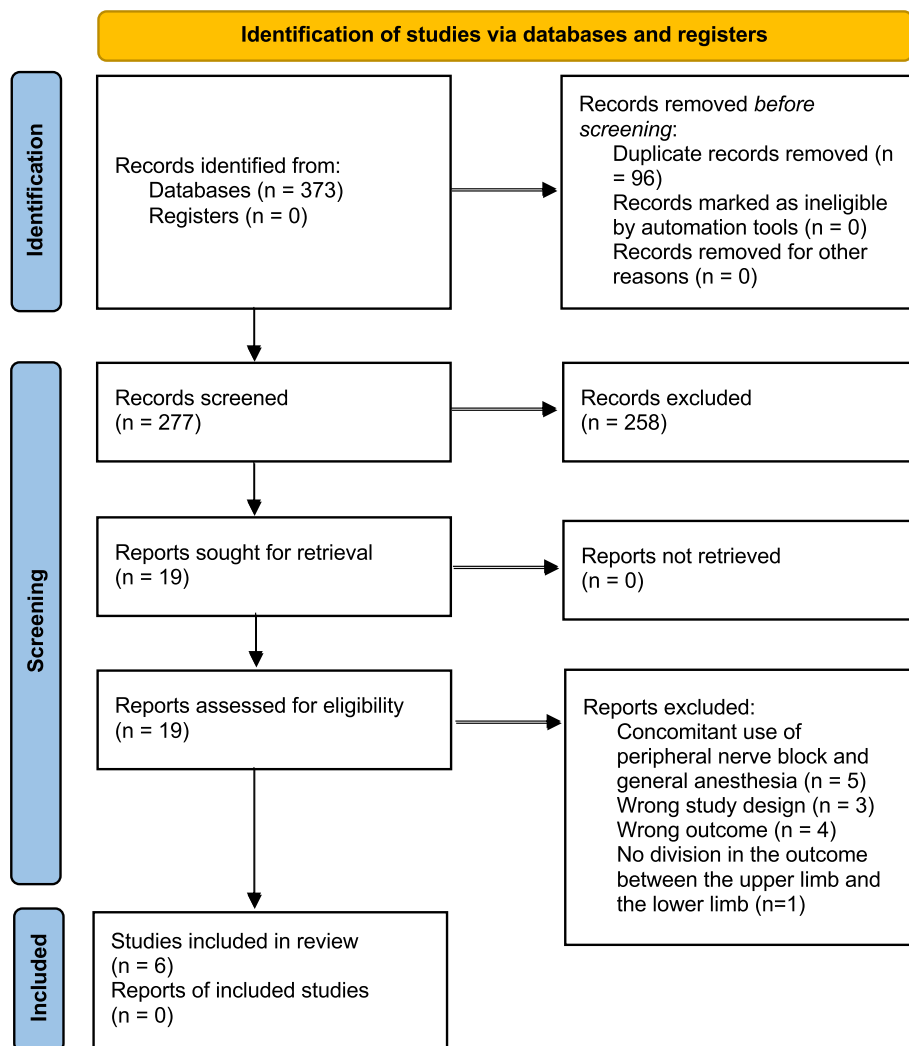 Identification of studies via databases and registers
Identification
Records identified from:
Databases (n = 373)
Registers (n = 0)
Records removed before
screening:
Duplicate records removed (n
= 96)
Records marked as ineligible
by automation tools (n = 0)
Records removed for other
reasons (n = 0)
Screening
Records screened
(n = 277)
Records excluded
(n = 258)
Reports sought for retrieval
(n = 19)
Reports not retrieved
(n = 0)
Reports assessed for eligibility
(n = 19)
Reports excluded:
Concomitant use of
peripheral nerve block and
general anesthesia (n = 5)
Wrong study design (n = 3)
Wrong outcome (n = 4)
No division in the outcome
between the upper limb and
the lower limb (n=1)
Included
Studies included in review
(n = 6)
Reports of included studies
(n = 0)